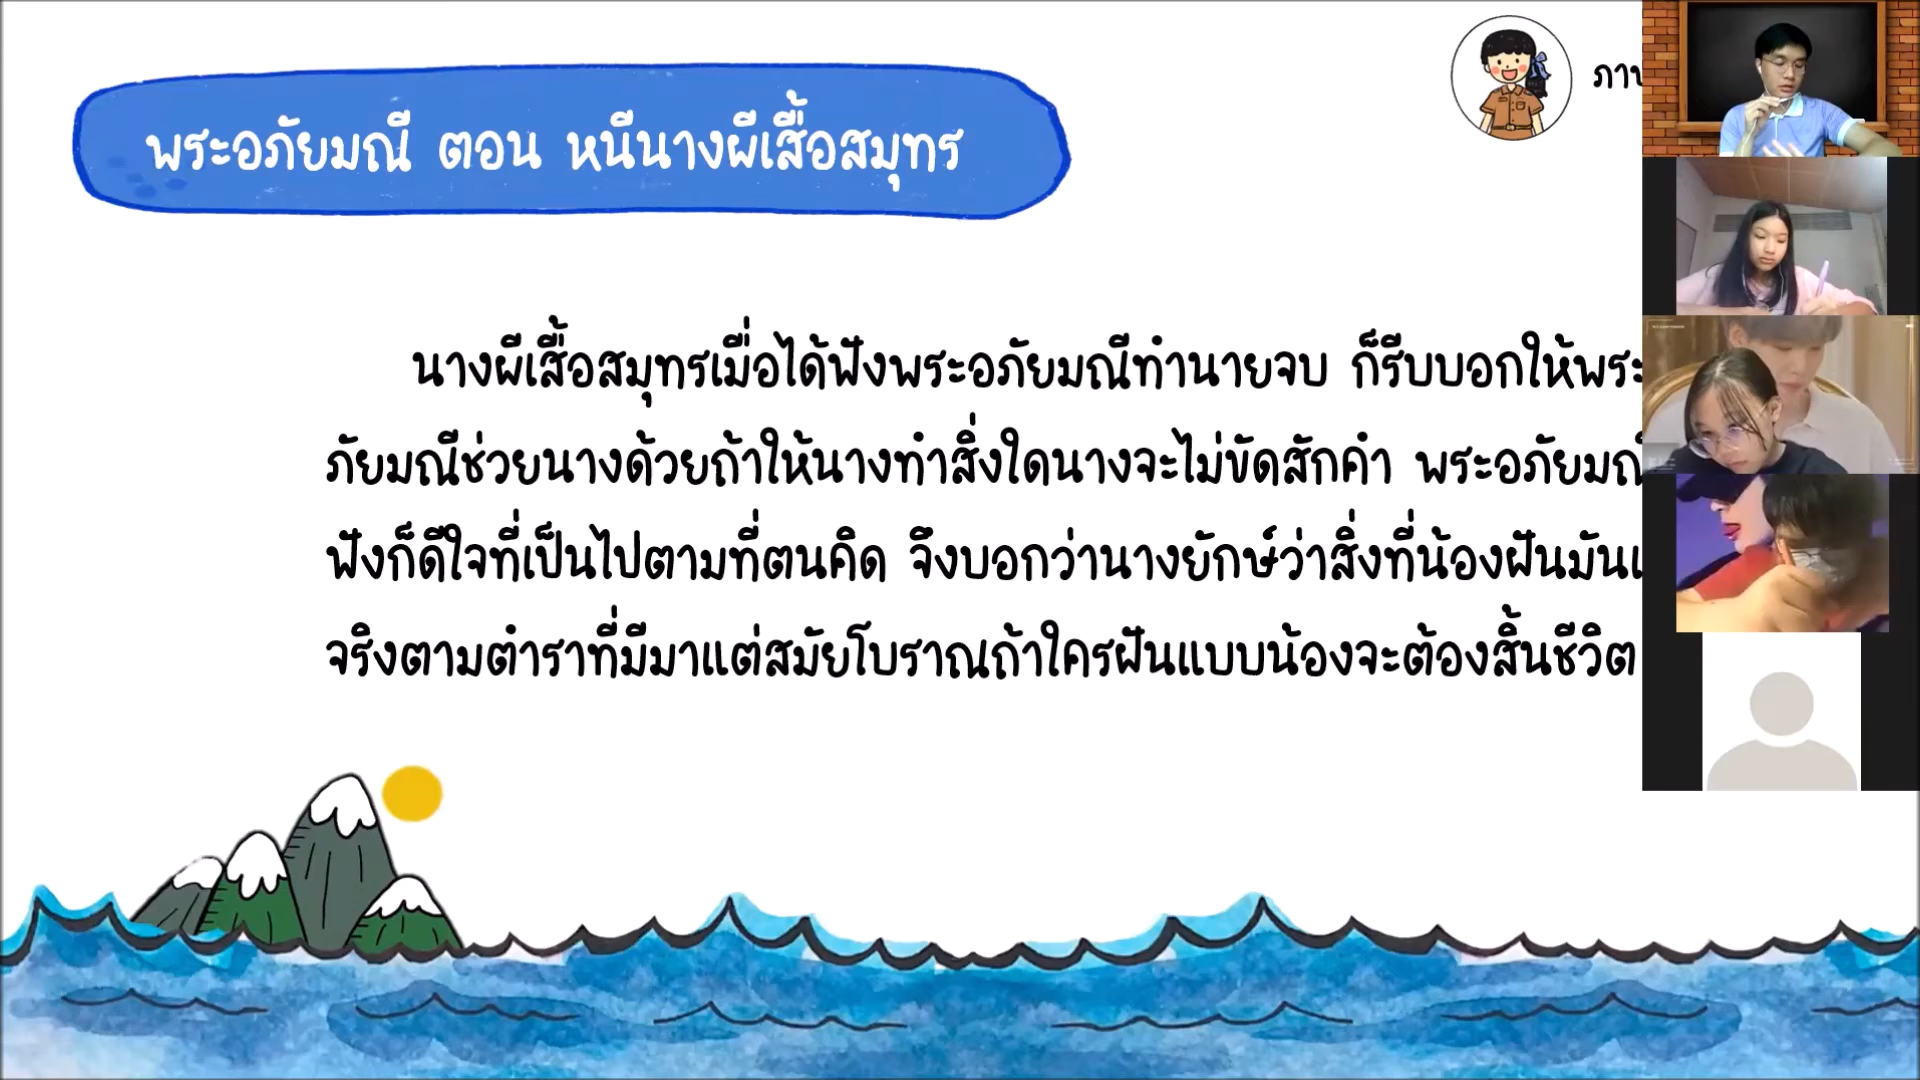 พระอภัยมณี ตอน หนีนางผีเสื้อสมุทร
ภาษ
นางผีเสื้อสมุทรเมื่อได้ฟังพระอภัยมณีทำนายจบ ก็รีบบอกให้พระ
ภัยมณีช่วยนางด้วยถ้าให้นางทำสิ่งใดนางจะไม่ขัดสักคำ พระอภัยมณี
ฟังก็ดีใจที่เป็นไปตามที่ตนคิด จึงบอกว่านางยักษ์ว่าสิ่งที่น้องฝันมัน
จริงตามตำราที่มีมาแต่สมัยโบราณถ้าใครฝันแบบน้องจะต้องสิ้นชีวิต